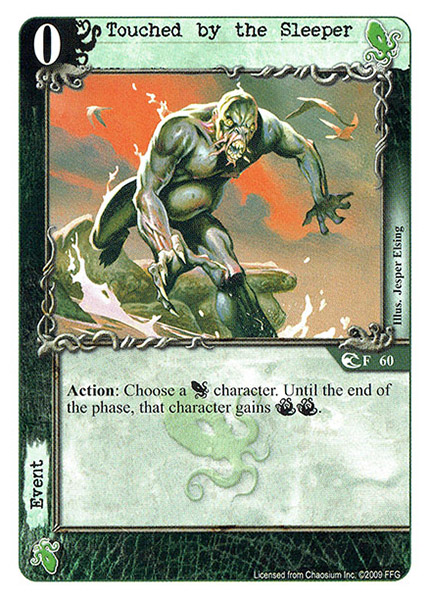 0
Touched by the Sleeper
Illus. Jesper Elsing
F 60
Action: Choose a character. Until the end of
the phase, that character gains .
Event
Licensed from Chaosium Inc. ©2009 FFG